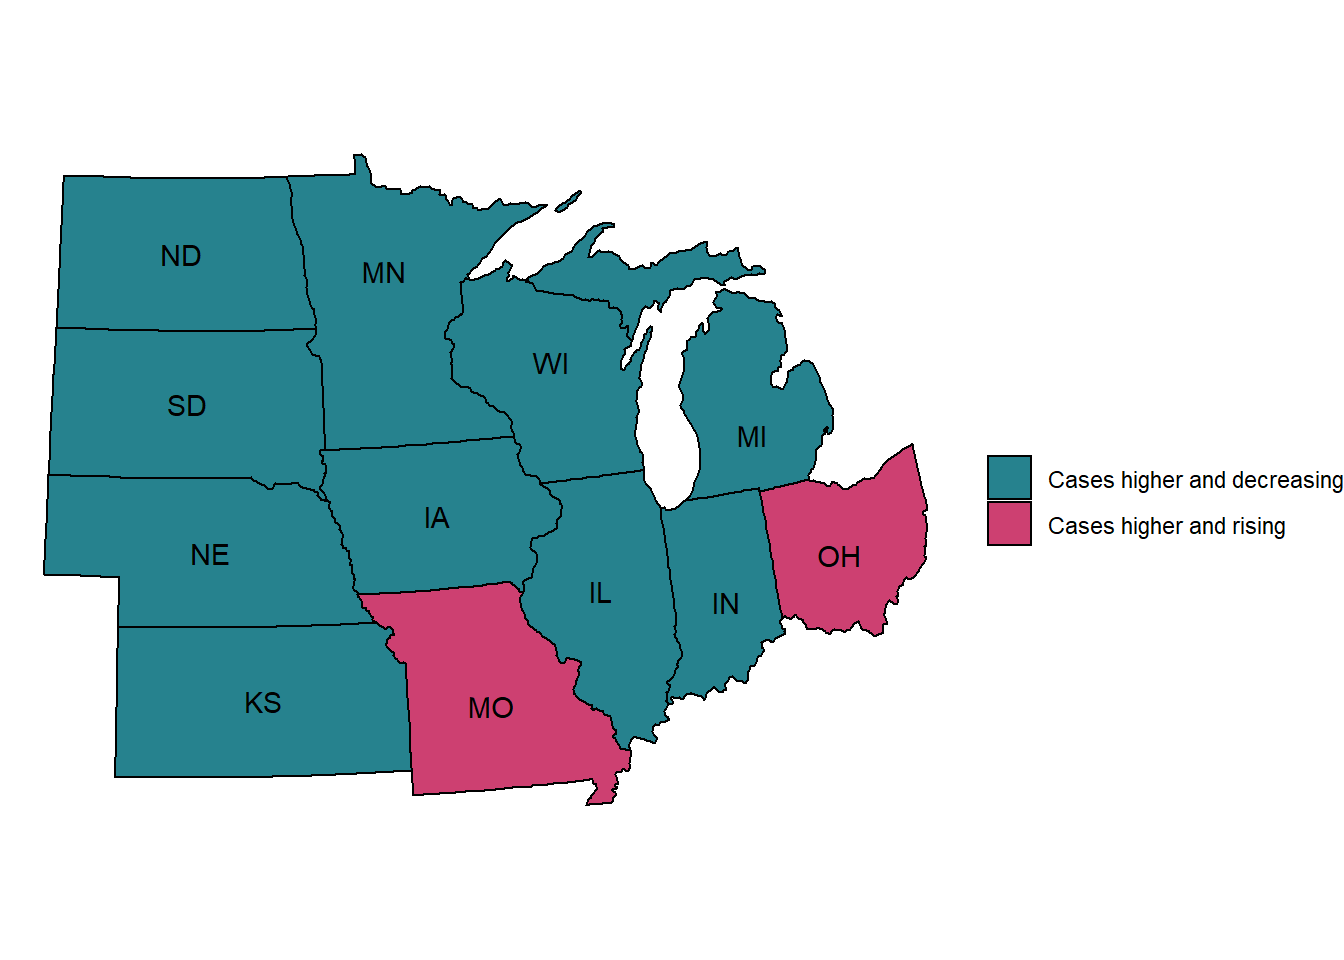 ND
MN
WI
SD
MI
IA
NE
OH
IL
IN
KS
MO
Cases higher and decreasing
Cases higher and rising